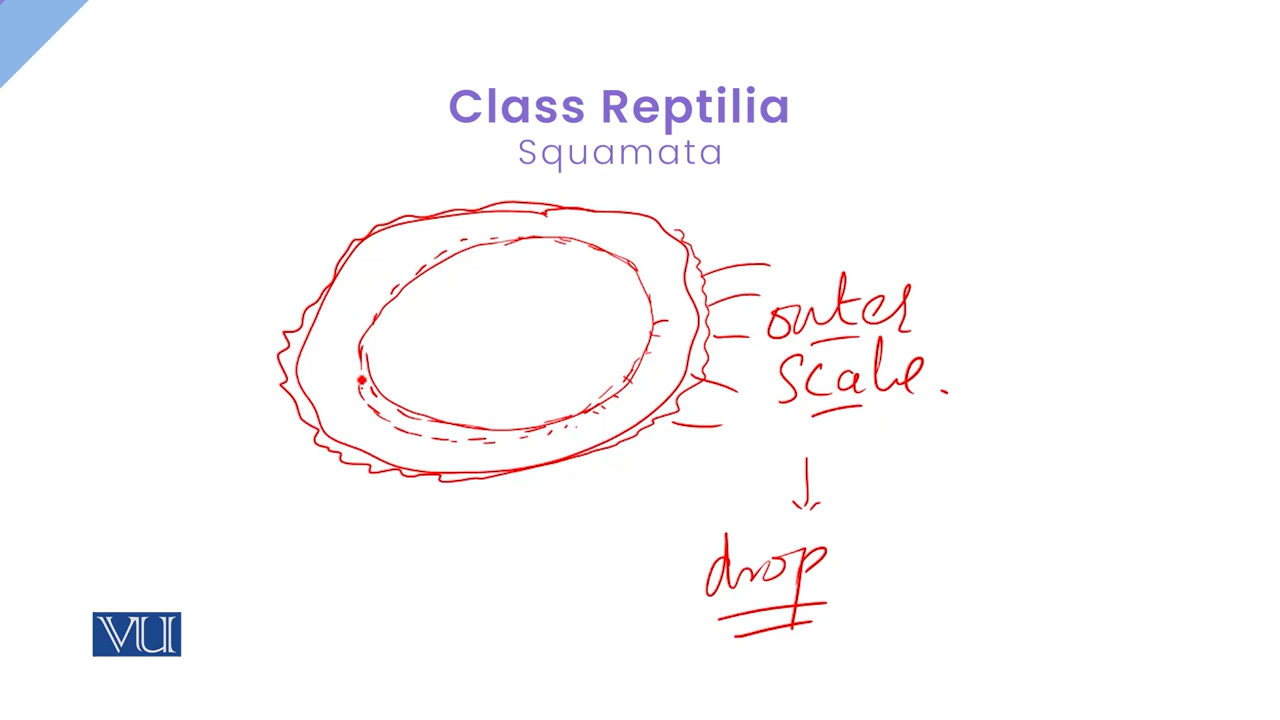 Class Reptilia
Squamata
outer
scale.
drop
VU